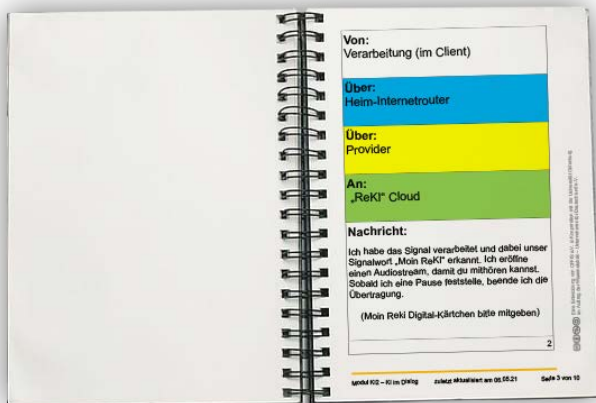 Von:
Verarbeitung (im Client)
Über:
Heim-Internetrouter
Über:
Provider
An:
„ReKI“ Cloud
Nachricht:
Ich habe das Signal verarbeitet und dabei unser
Signalwort „Moin ReKI“ erkannt. Ich eröffne
einen Audiostream, damit du mithören kannst.
Sobald ich eine Pause feststelle, beende ich die
Übertragung.
(Moin Reki Digital-Kärtchen bitte mitgeben)
2
Modul KI2 – KI im Dialog zuletzt aktualisiert am 06.05.21 Seite 3 von 10